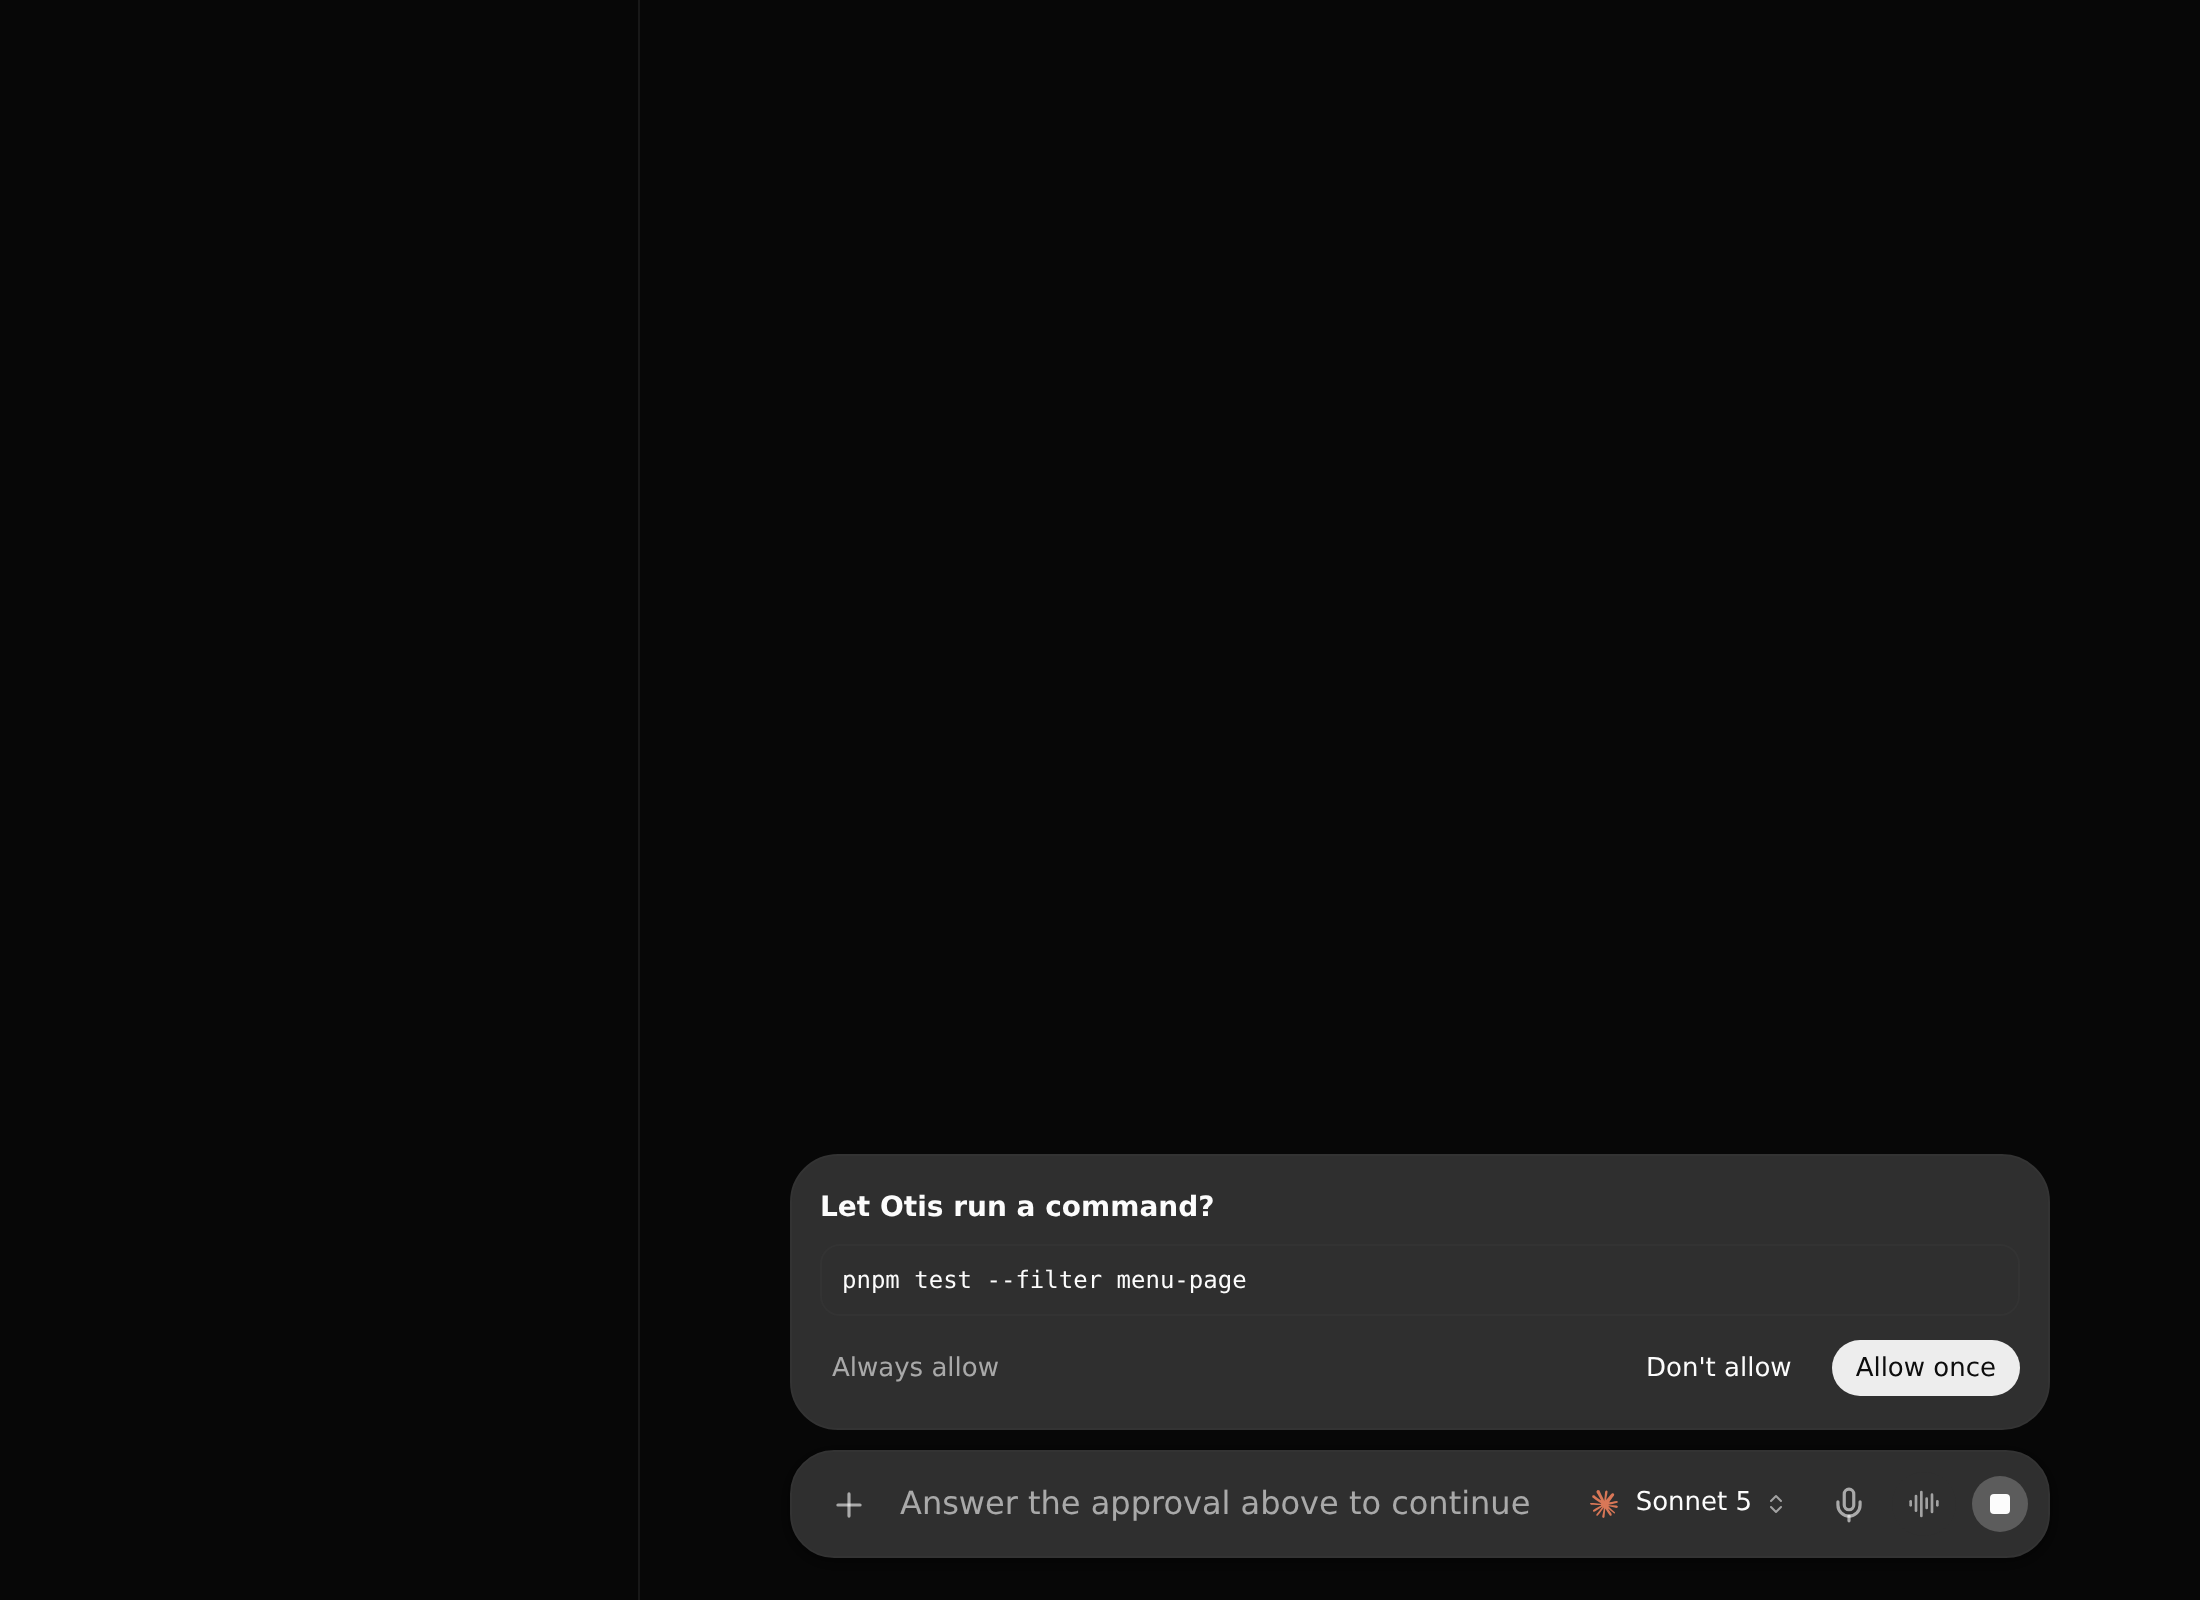 Let Otis run a command?
pnpm test --filter menu-page
Always allow
Don't allow
Allow once
Answer the approval above to continue
Sonnet 5